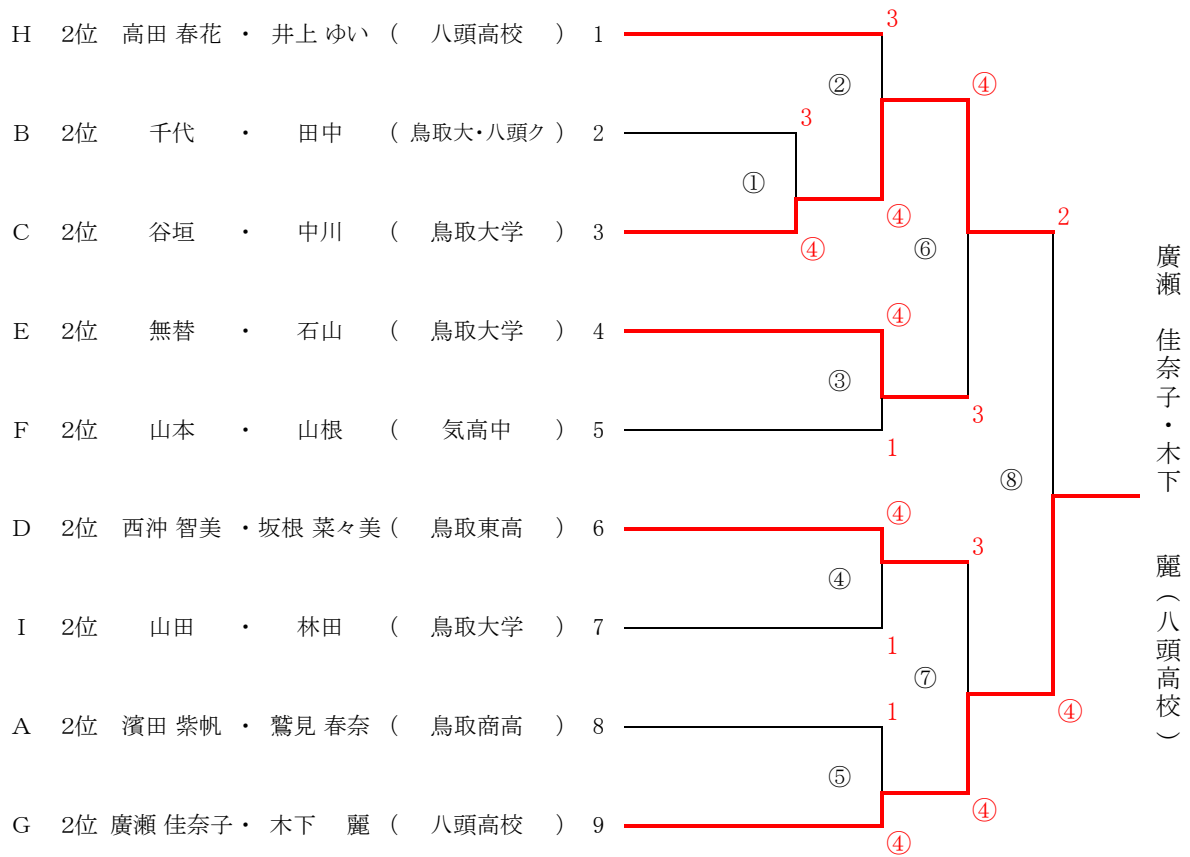 H 2位 高田 春花 ・ 井上 ゆい ( 八頭高校 ) 1
3
②
④
B 2位 千代 ・ 田中 ( 鳥取大・八頭ク ) 2
3
①
C 2位 谷垣 ・ 中川 ( 鳥取大学 ) 3
④
④
⑥
2
E 2位 無替 ・ 石山 ( 鳥取大学 ) 4
④
③
F 2位 山本 ・ 山根 ( 気高中 ) 5
1
3
⑧
D 2位 西沖 智美 ・ 坂根 菜々美 ( 鳥取東高 ) 6
④
3
④
I 2位 山田 ・ 林田 ( 鳥取大学 ) 7
1
⑦
A 2位 濱田 紫帆 ・ 鷲見 春奈 ( 鳥取商高 ) 8
1
④
⑤
G 2位 廣瀬 佳奈子 ・ 木下 麗 ( 八頭高校 ) 9
④
④
廣瀬 佳奈子・木下 麗(八頭高校)